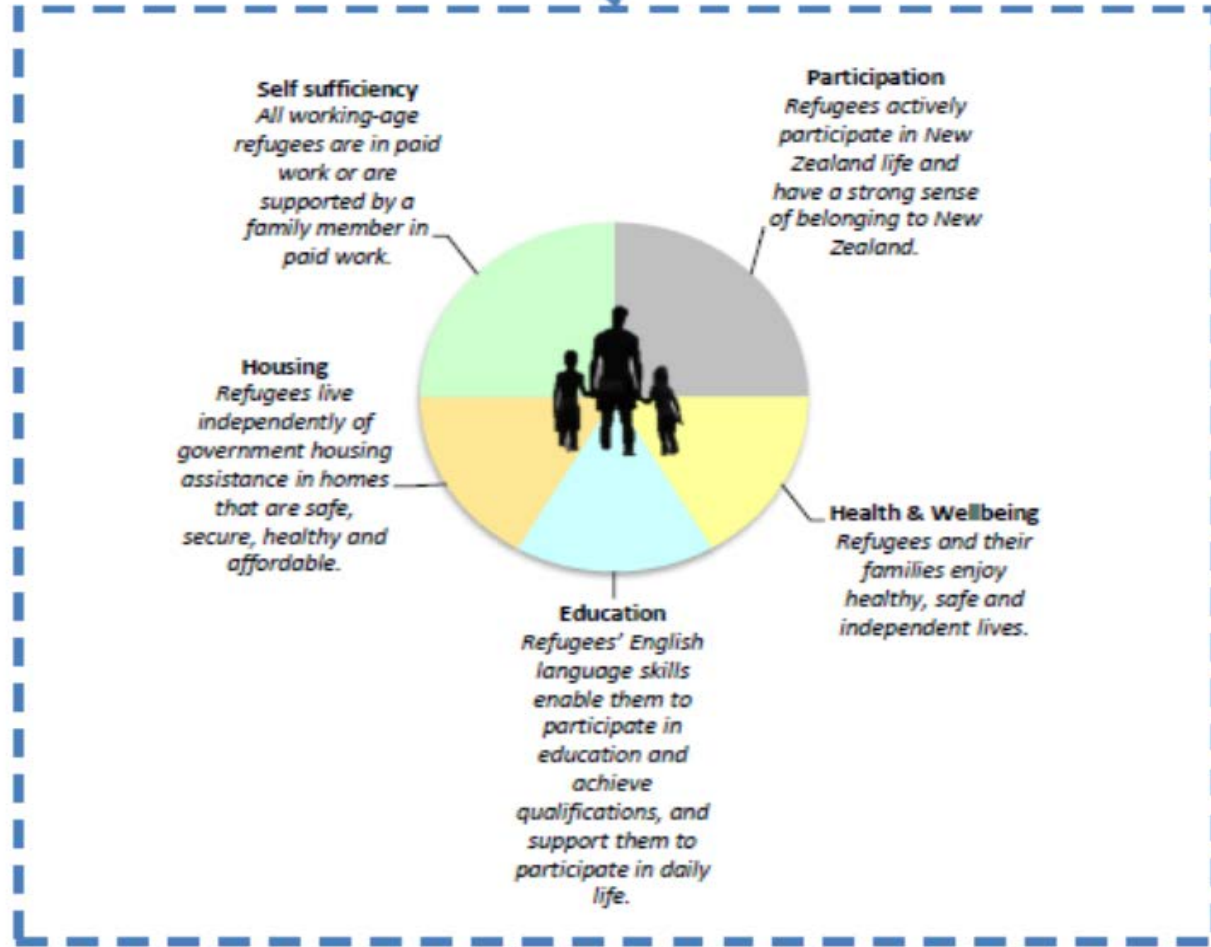 Self sufficiency
All working-age
refugees are in paid
work or are
supported by a
family member in
paid work.
Participation
Refugees actively
participate in New
Zealand life and
have a strong sense
of belonging to New
Zealand.
Housing
Refugees live
independently of
government housing
assistance in homes
that are safe,
secure, healthy and
affordable.
Health & Wellbeing
Refugees and their
families enjoy
healthy, safe and
independent lives.
Education
Refugees' English
language skills
enable them to
participate in
education and
achieve
qualifications, and
support them to
participate in daily
life.